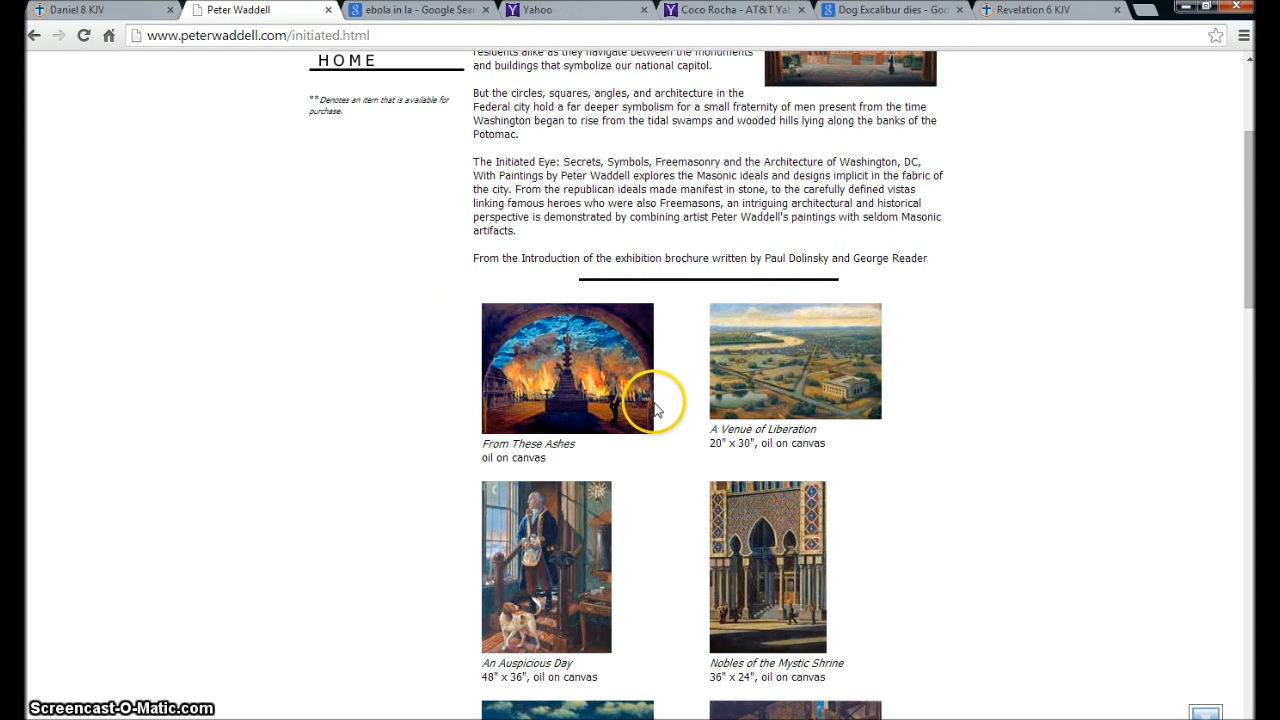 Daniel 8 KJV
Peter Waddell
ebola in la - Google Sear
Yahoo
Coco Rocha - AT&T Yah
Dog Excalibur dies - Goo
Revelation 6 KJV
www.peterwaddell.com/initiated.html
HOME
**Denotes an item that is available for
purchase.
residents alike as they navigate between the monuments
and buildings that symbolize our national capitol.
But the circles, squares, angles, and architecture in the
Federal city hold a far deeper symbolism for a small fraternity of men present from the time
Washington began to rise from the tidal swamps and wooded hills lying along the banks of the
Potomac.
The Initiated Eye: Secrets, Symbols, Freemasonry and the Architecture of Washington, DC,
With Paintings by Peter Waddell explores the Masonic ideals and designs implicit in the fabric of
the city. From the republican ideals made manifest in stone, to the carefully defined vistas
linking famous heroes who were also Freemasons, an intriguing architectural and historical
perspective is demonstrated by combining artist Peter Waddell's paintings with seldom Masonic
artifacts.
From the Introduction of the exhibition brochure written by Paul Dolinsky and George Reader
From These Ashes
oil on canvas
A Venue of Liberation
20" x 30", oil on canvas
An Auspicious Day
48" x 36", oil on canvas
Nobles of the Mystic Shrine
36" x 24", oil on canvas
Screencast-O-Matic.com